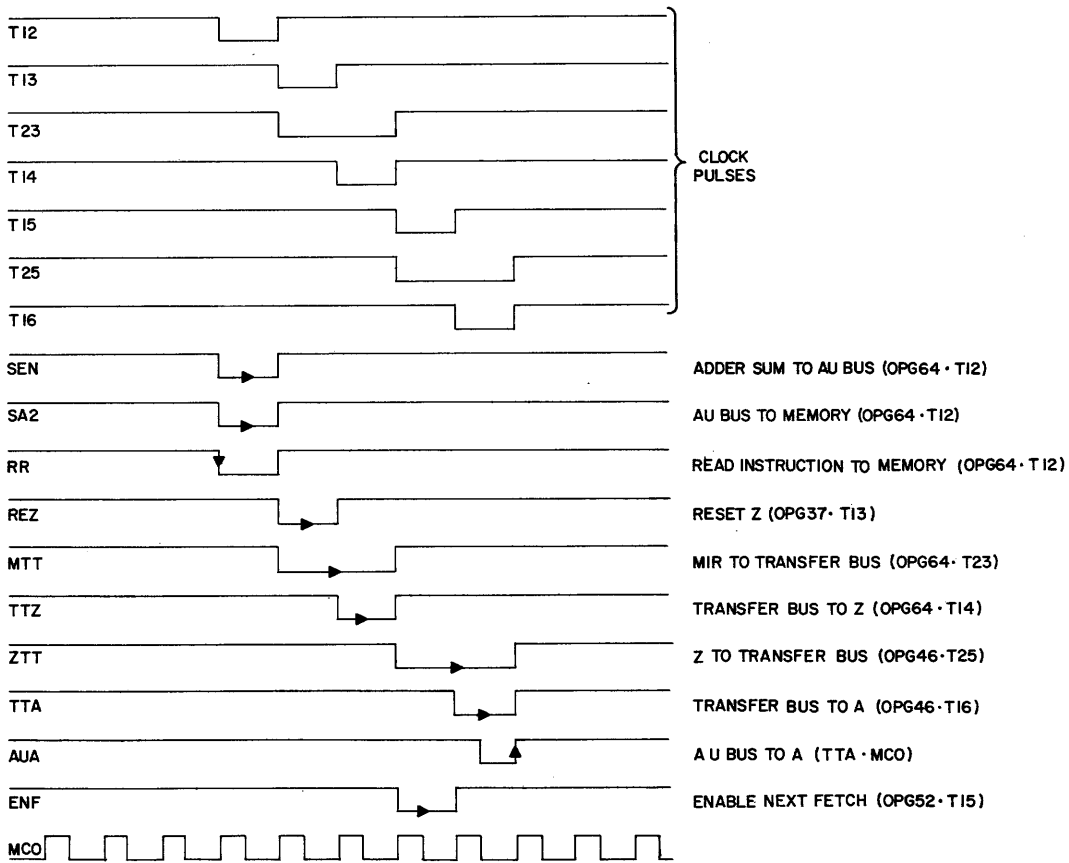 T12
T13
T23
T14
CLOCK
PULSES
T15
T25
T16
SEN
ADDER SUM TO AU BUS (OPG64·T12)
SA2
AU BUS TO MEMORY (OPG64·T12)
RR
READ INSTRUCTION TO MEMORY (OPG64·T12)
REZ
RESET Z (OPG37·T13)
MTT
MIR TO TRANSFER BUS (OPG64·T23)
TTZ
TRANSFER BUS TO Z (OPG64·T14)
ZTT
Z TO TRANSFER BUS (OPG46·T25)
TTA
TRANSFER BUS TO A (OPG46·T16)
AUA
AU BUS TO A (TTA·MCO)
ENF
ENABLE NEXT FETCH (OPG52·T15)
MCO